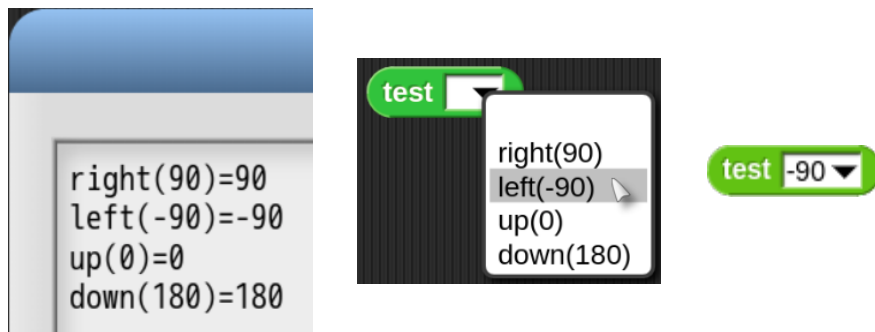 right(90)=90
left(-90)=-90
up(0)=0
down(180)=180
test
right(90)
left(-90)
up(0)
down(180)
test -90